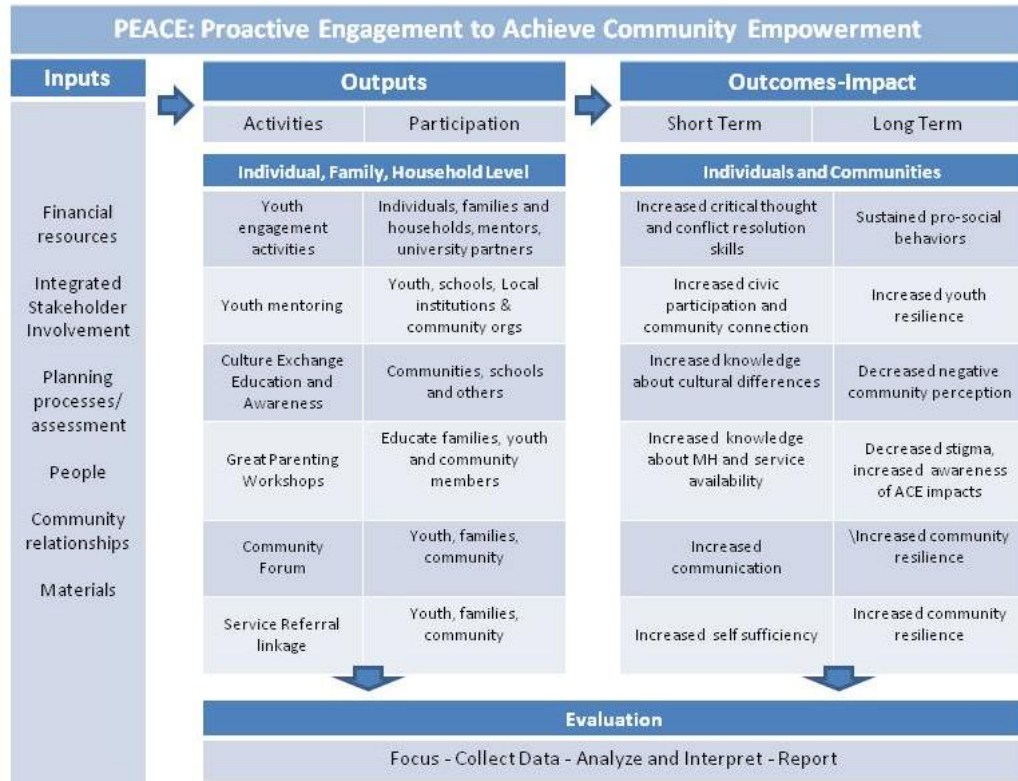 PEACE: Proactive Engagement to Achieve Community Empowerment
Inputs
Financial
resources
Integrated
Stakeholder
Involvement
Planning
processes/
assessment
People
Community
relationships
Materials
Outputs
Activities
Participation
Individual, Family, Household Level
Youth
engagement
activities
Individuals, families and
households, mentors,
university partners
Youth mentoring
Youth, schools, Local
institutions &
community orgs
Culture Exchange
Education and
Awareness
Communities, schools
and others
Great Parenting
Workshops
Educate families, youth
and community
members
Community
Forum
Youth, families,
community
Service Referral
linkage
Youth, families,
community
Outcomes-Impact
Short Term
Long Term
Individuals and Communities
Increased critical thought
and conflict resolution
skills
Sustained pro-social
behaviors
Increased civic
participation and
community connection
Increased youth
resilience
Increased knowledge
about cultural differences
Decreased negative
community perception
Increased knowledge
about MH and service
availability
Decreased stigma,
increased awareness
of ACE impacts
Increased
communication
\Increased community
resilience
Increased self sufficiency
Increased community
resilience
Evaluation
Focus - Collect Data - Analyze and Interpret - Report